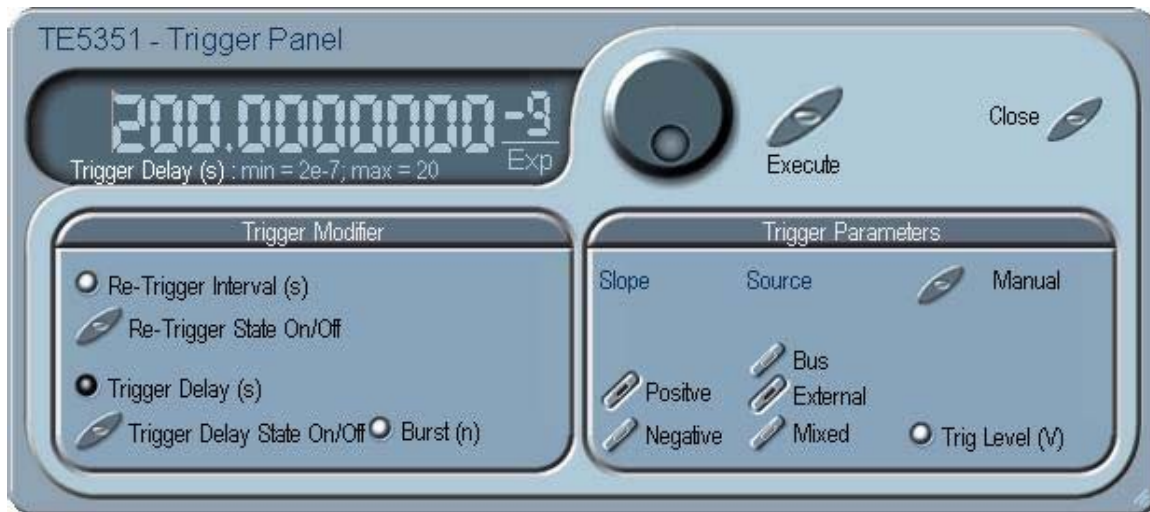 TE5351 - Trigger Panel
200.0000000 -9
Exp
Trigger Delay (s) : min = 2e-7; max = 20
Execute
Close
Trigger Modifier
Re-Trigger Interval (s)
Re-Trigger State On/Off
Trigger Delay (s)
Trigger Delay State On/Off
Burst (n)
Trigger Parameters
Slope
Source
Manual
Bus
Positve
External
Negative
Mixed
Trig Level (V)